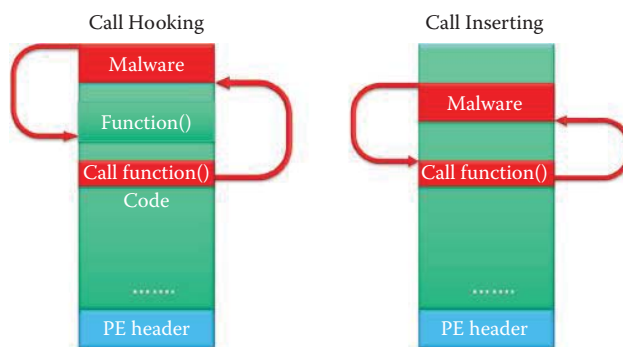 Call Hooking
Malware
Function()
Call function()
Code
.......
PE header
Call Inserting
Malware
Call function()
.......
PE header